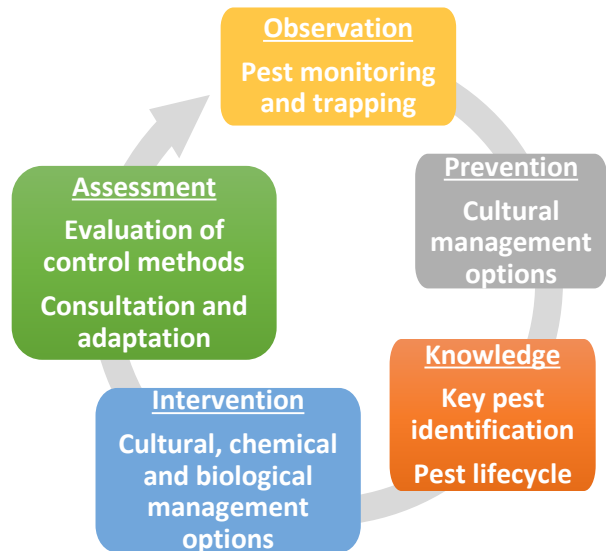 Observation
Pest monitoring
and trapping
Prevention
Cultural
management
options
Knowledge
Key pest
identification
Pest lifecycle
Intervention
Cultural, chemical
and biological
management
options
Assessment
Evaluation of
control methods
Consultation and
adaptation